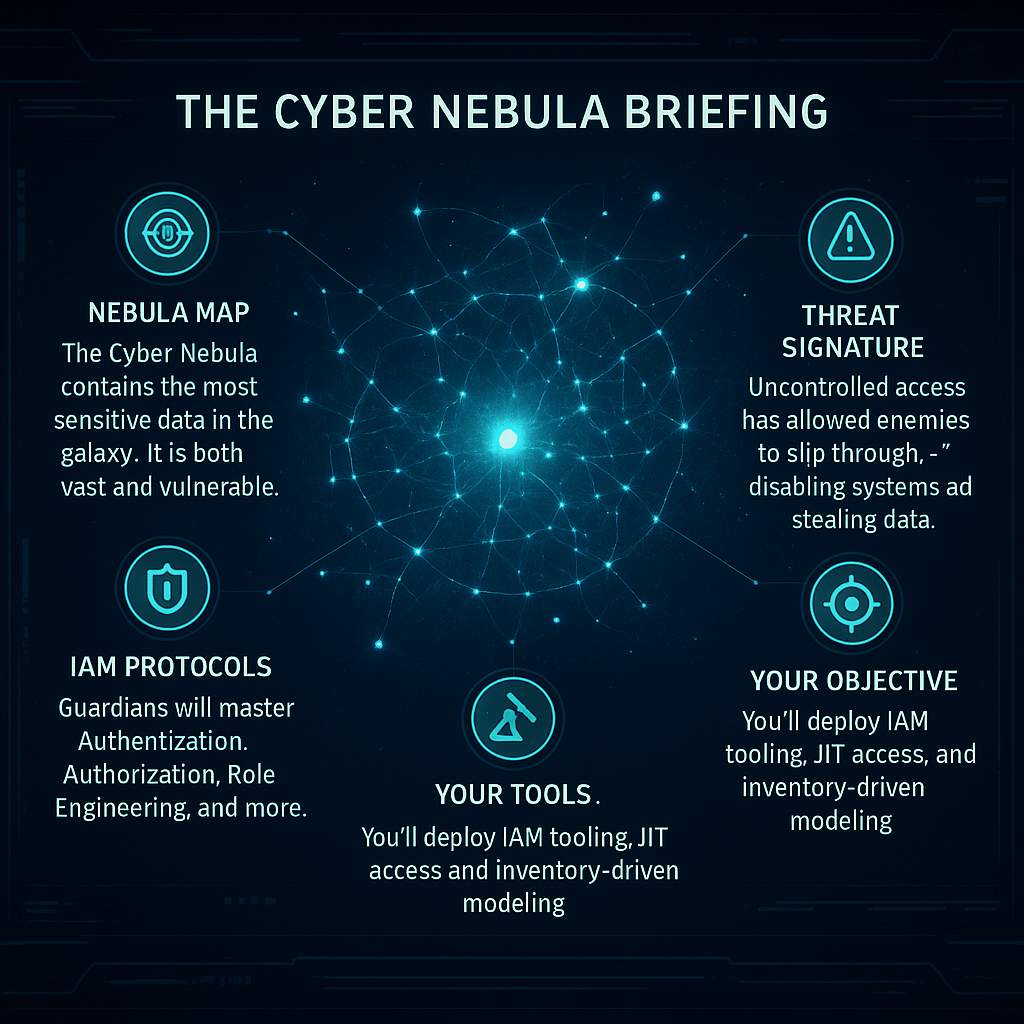 THE CYBER NEBULA BRIEFING
NEBULA MAP
The Cyber Nebula
contains the most
sensitive data in the
galaxy. It is both
vast and vulnerable.
THREAT
SIGNATURE
Uncontrolled access
has allowed enemies
to slip through, -”
disabling systems ad
stealing data.
IAM PROTOCOLS
Guardians will master
Authentization.
Authorization, Role
Engineering, and more.
YOUR TOOLS.
You’ll deploy IAM tooling, JIT
access and inventory-driven
modeling
YOUR OBJECTIVE
You’ll deploy IAM
tooling, JIT access, and
inventory-driven
modeling